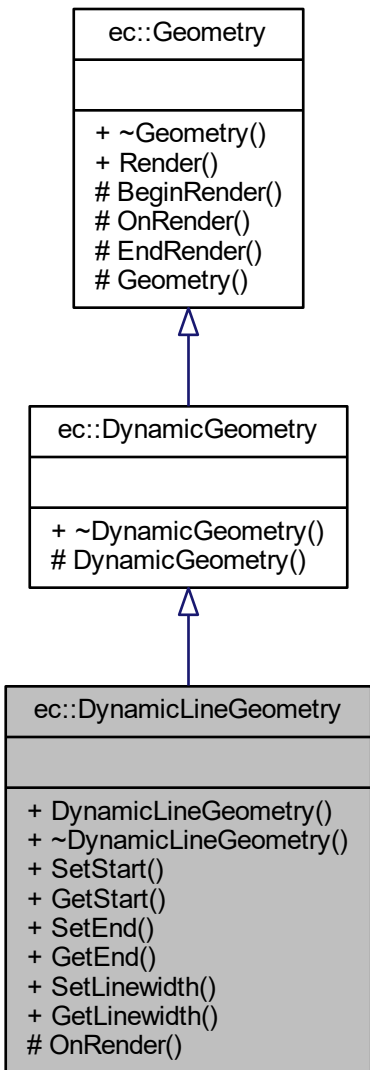 ec::Geometry
+ ~Geometry()
+ Render()
# BeginRender()
# OnRender()
# EndRender()
# Geometry()
ec::DynamicGeometry
+ ~DynamicGeometry()
# DynamicGeometry()
ec::DynamicLineGeometry
+ DynamicLineGeometry()
+ ~DynamicLineGeometry()
+ SetStart()
+ GetStart()
+ SetEnd()
+ GetEnd()
+ SetLinewidth()
+ GetLinewidth()
# OnRender()